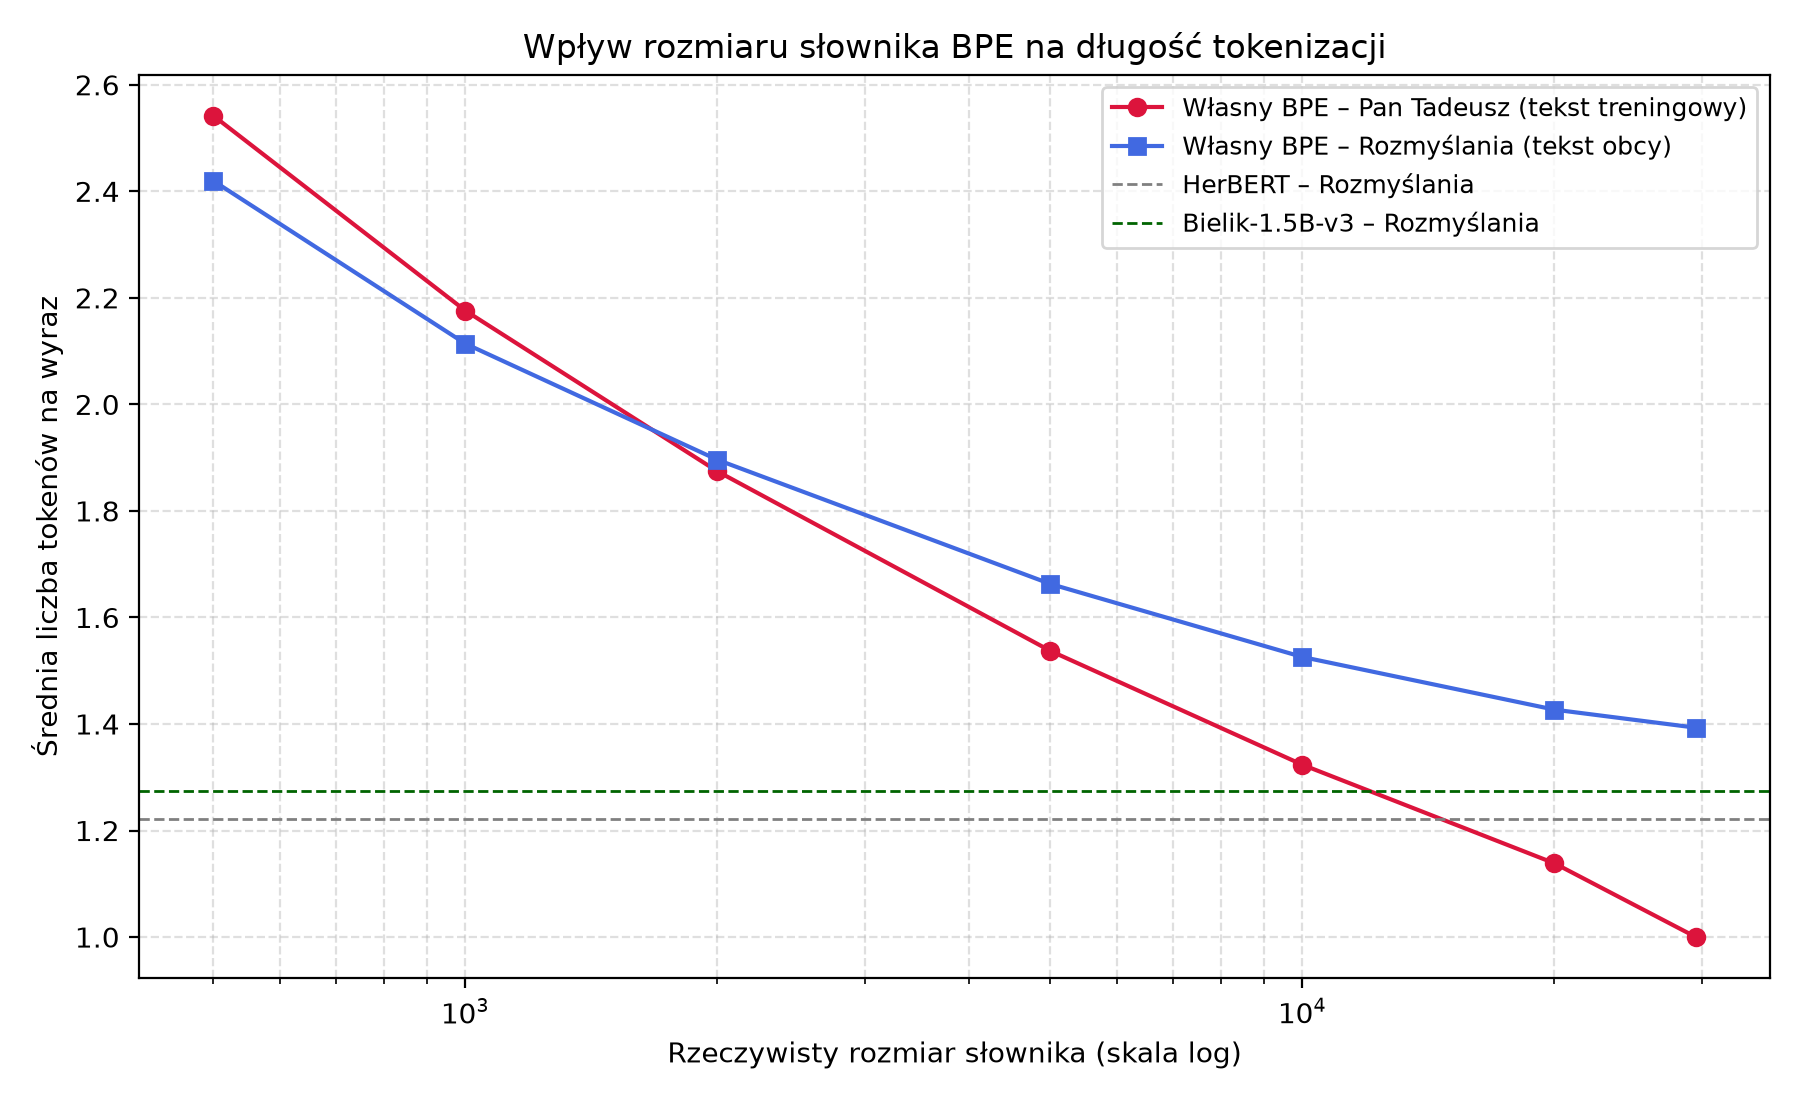 Wpływ rozmiaru słownika BPE na długość tokenizacji
Własny BPE – Pan Tadeusz (tekst treningowy)
Własny BPE – Rozmyślania (tekst obcy)
HerBERT – Rozmyślania
Bielik-1.5B-v3 – Rozmyślania
Średnia liczba tokenów na wyraz
2.6
2.4
2.2
2.0
1.8
1.6
1.4
1.2
1.0
10³
10⁴
Rzeczywisty rozmiar słownika (skala log)